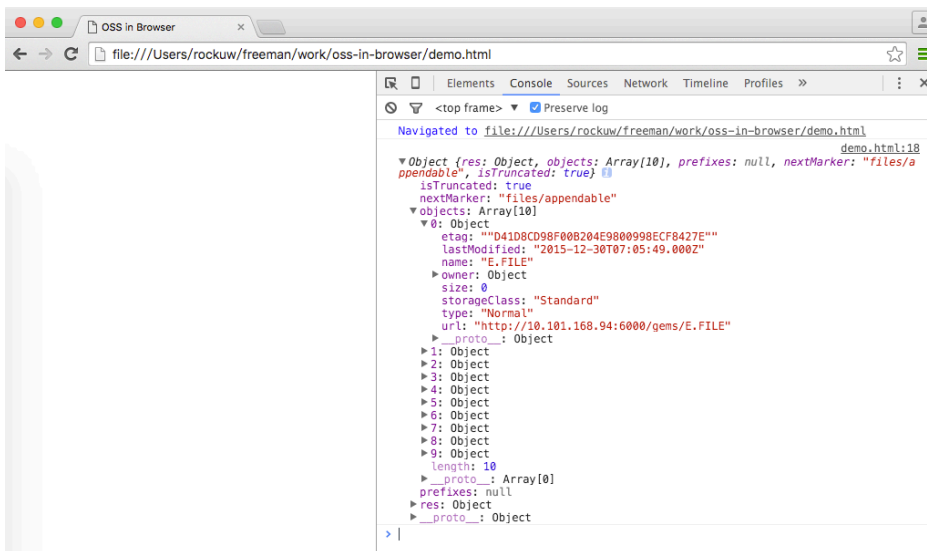 OSS in Browser
file:///Users/rockuw/freeman/work/oss-in-browser/demo.html
Elements Console Sources Network Timeline Profiles »
<top frame> ▼ Preserve log
Navigated to file:///Users/rockuw/freeman/work/oss-in-browser/demo.html
demo.html:18
▼Object {res: Object, objects: Array[10], prefixes: null, nextMarker: "files/a
ppendable", isTruncated: true}
isTruncated: true
nextMarker: "files/appendable"
▼objects: Array[10]
▼0: Object
etag: ""D41D8CD98F00B204E9800998ECF8427E""
lastModified: "2015-12-30T07:05:49.000Z"
name: "E.FILE"
▶owner: Object
size: 0
storageClass: "Standard"
type: "Normal"
url: "http://10.101.168.94:6000/gems/E.FILE"
▶__proto__: Object
▶1: Object
▶2: Object
▶3: Object
▶4: Object
▶5: Object
▶6: Object
▶7: Object
▶8: Object
▶9: Object
length: 10
▶__proto__: Array[0]
prefixes: null
▶res: Object
▶__proto__: Object
>